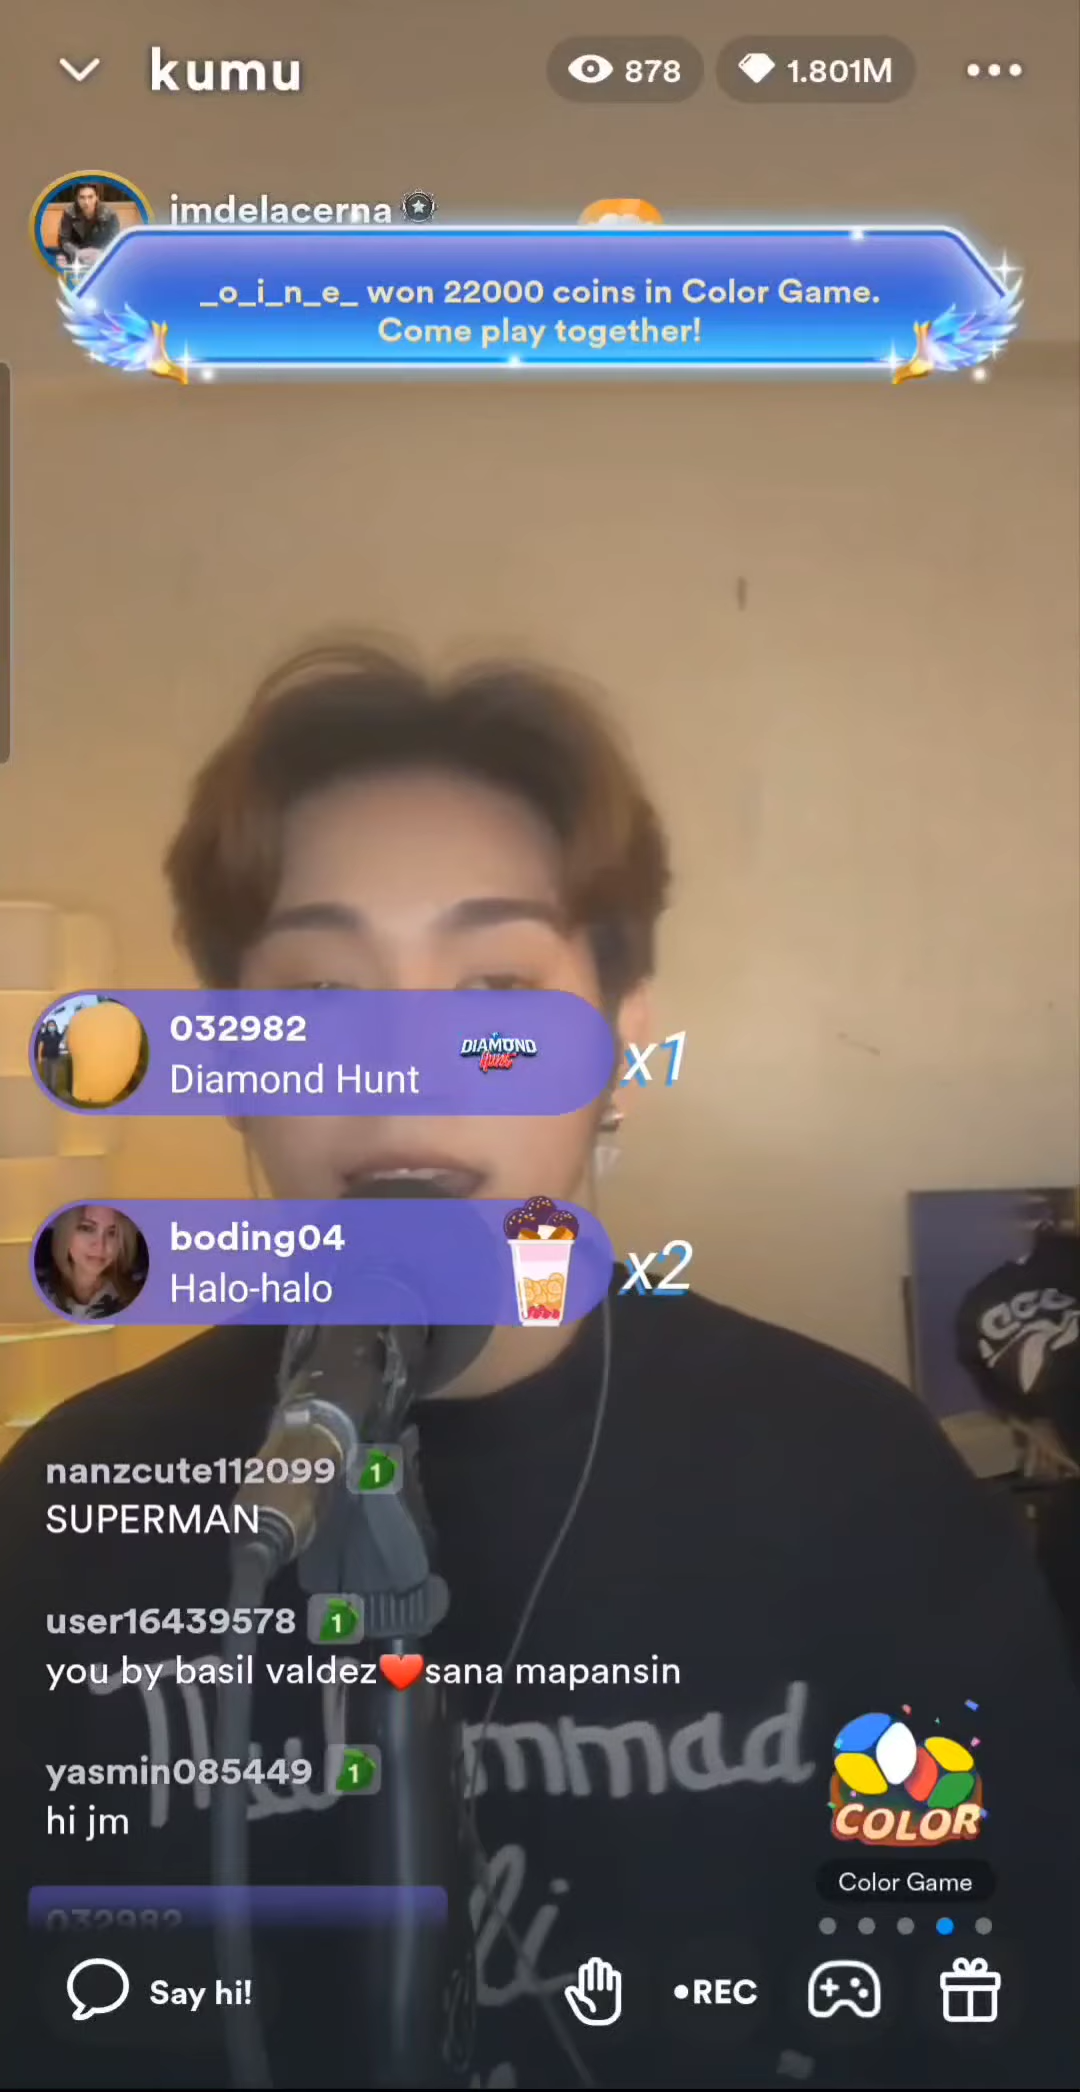 kumu
878
1.801M
jmdelacerna
_o_i_n_e_ won 22000 coins in Color Game.
Come play together!
032982
Diamond Hunt
DIAMOND
Hunt
x1
boding04
Halo-halo
x2
nanzcute112099 1
SUPERMAN
user16439578 1
you by basil valdez❤️sana mapansin
yasmin085449 1
hi jm
COLOR
Color Game
032982
Say hi!
•REC